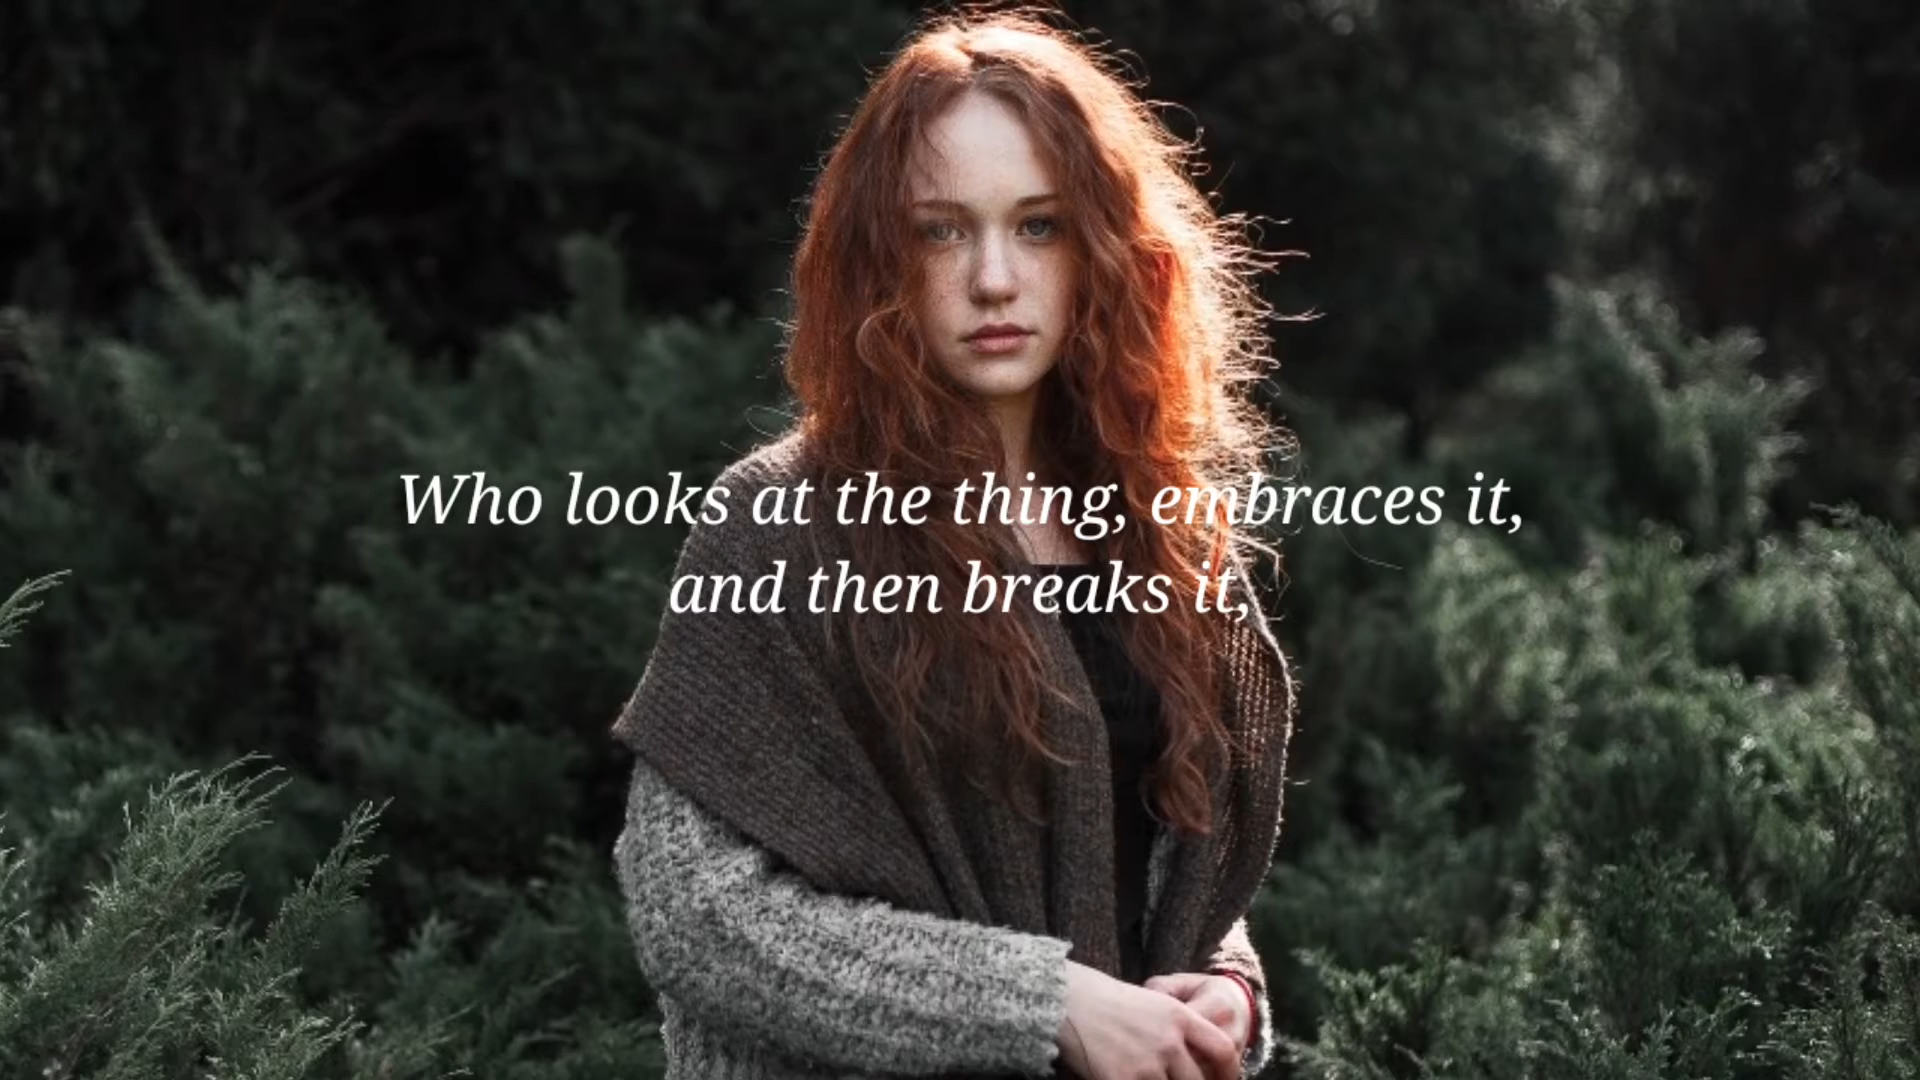 Who looks at the thing, embraces it,
and then breaks it,